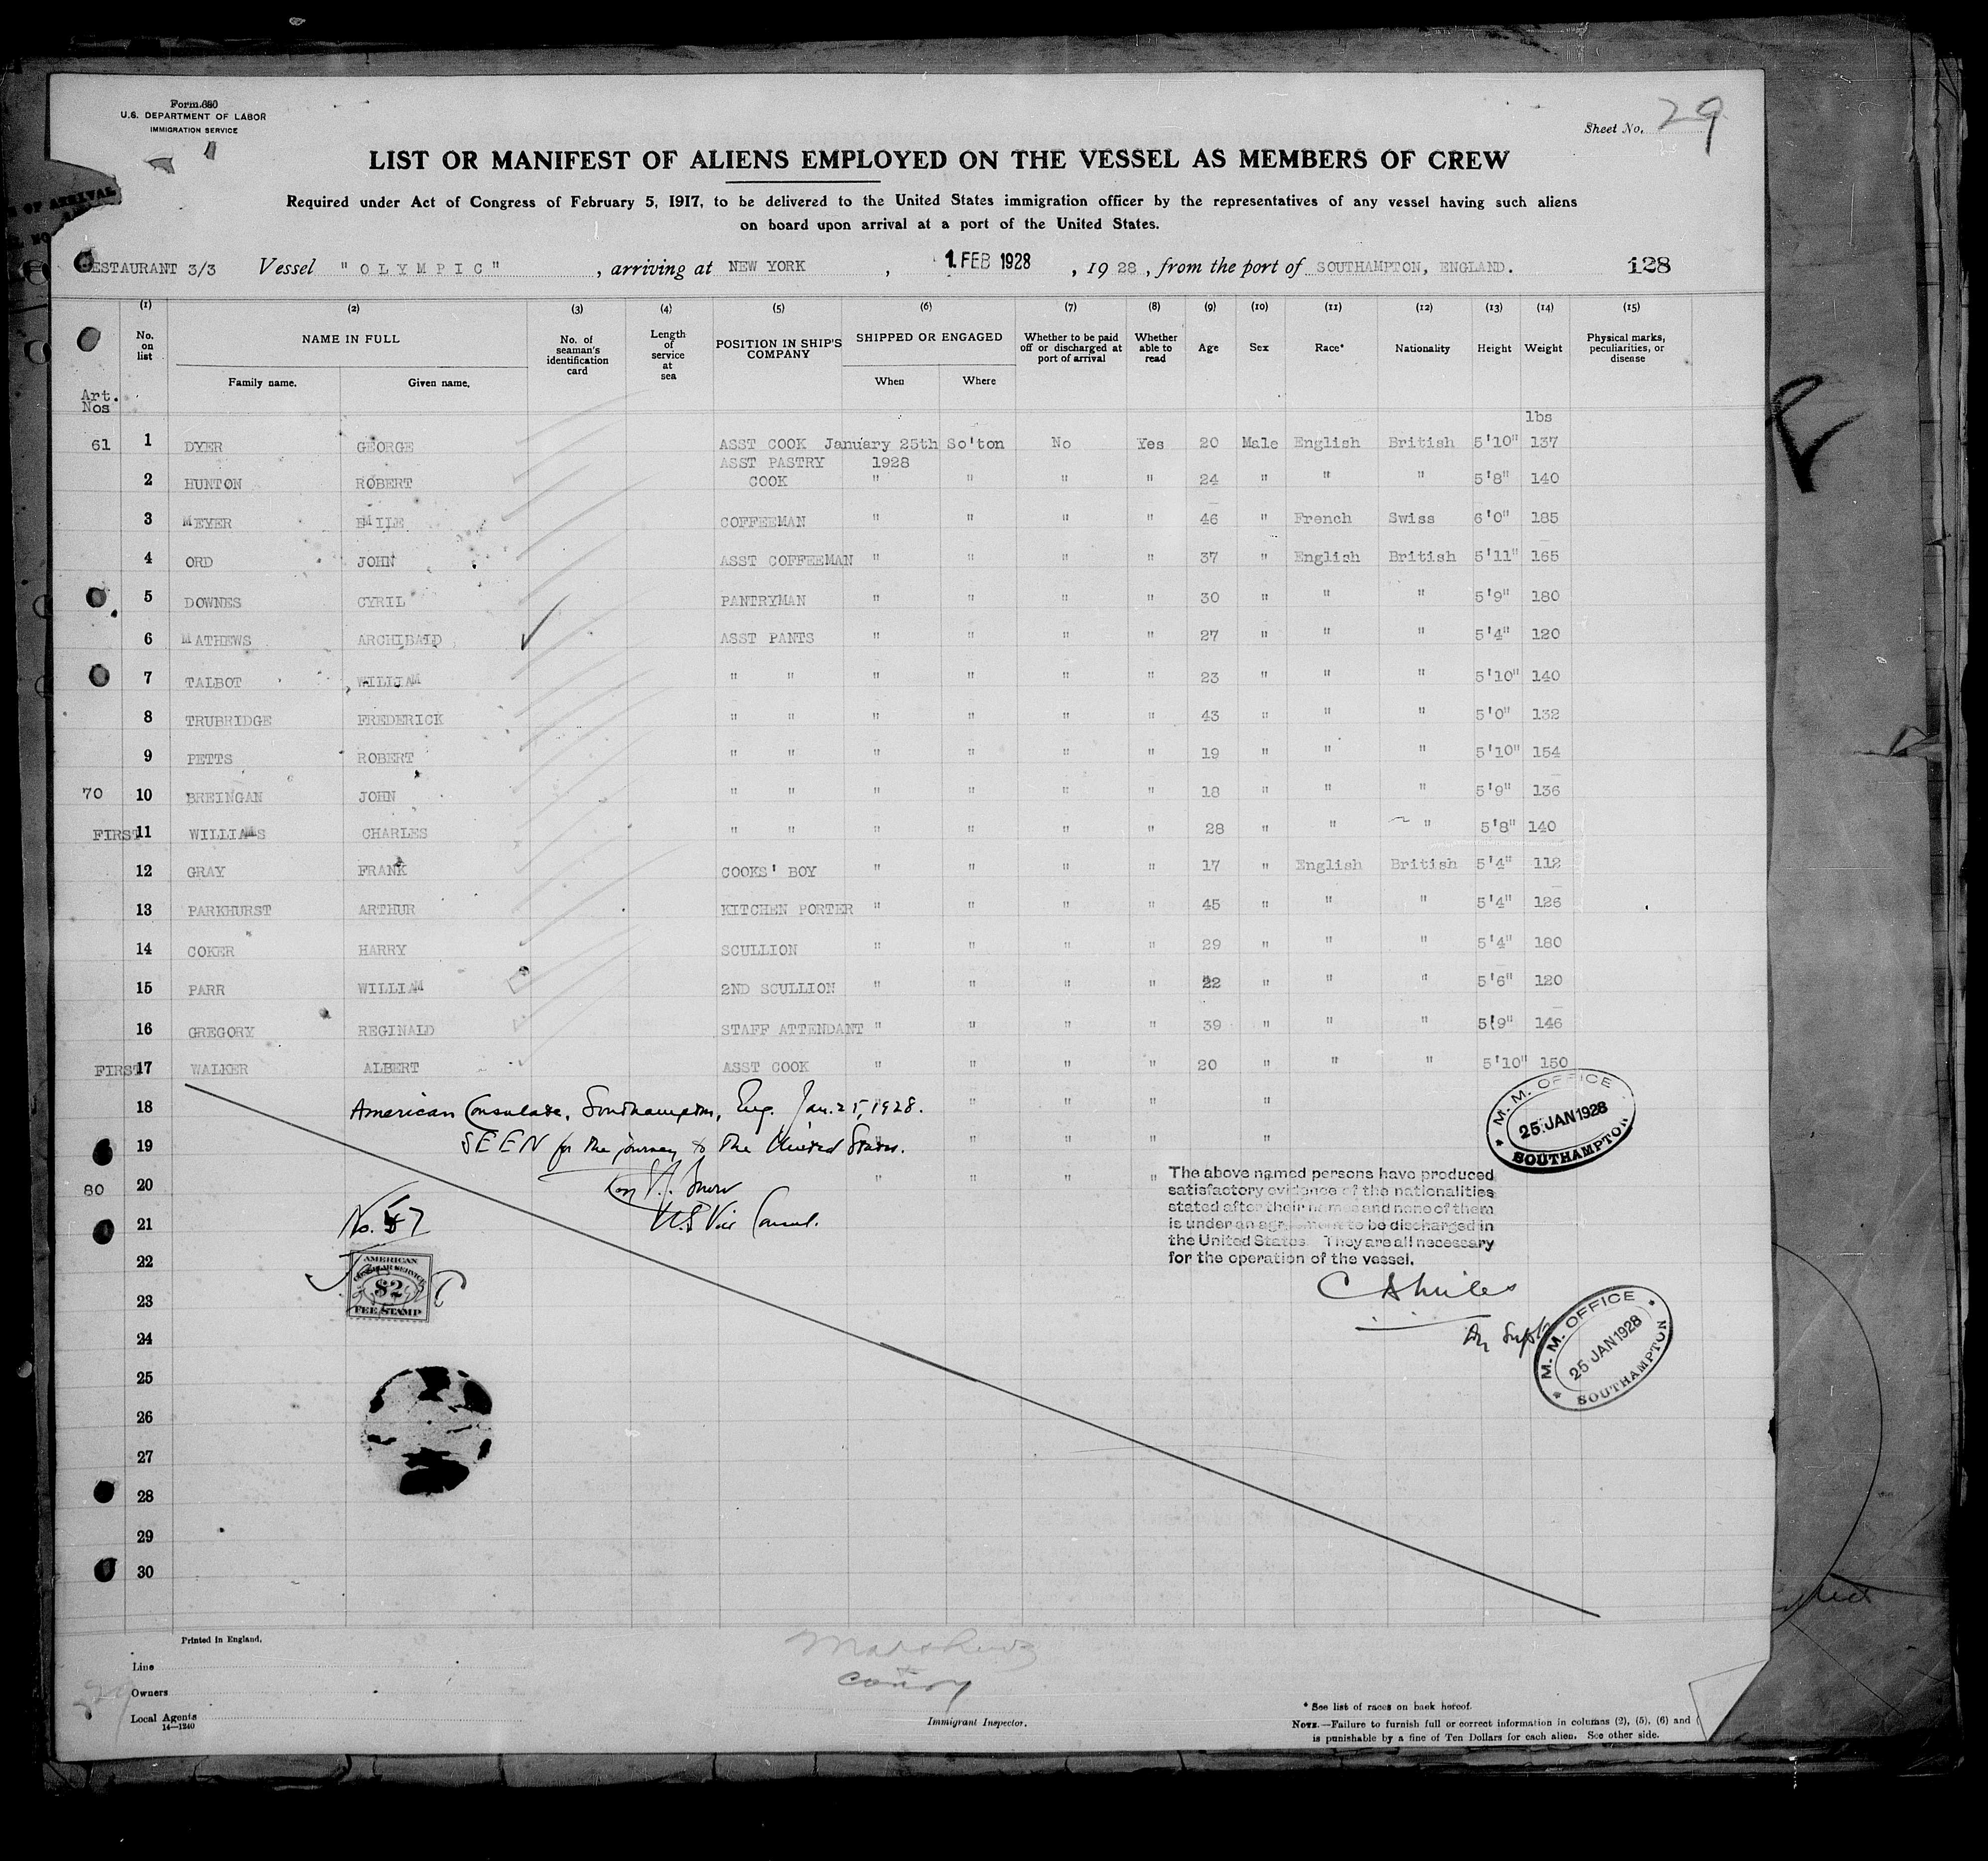 Form 680
U.S. DEPARTMENT OF LABOR
IMMIGRATION SERVICE
Sheet No. 29
LIST OR MANIFEST OF ALIENS EMPLOYED ON THE VESSEL AS MEMBERS OF CREW
Required under Act of Congress of February 5, 1917, to be delivered to the United States immigration officer by the representatives of any vessel having such aliens
on board upon arrival at a port of the United States.
RESTAURANT 3/3 Vessel "OLYMPIC", arriving at NEW YORK, 1 FEB 1928, 1928, from the port of SOUTHAMPTON, ENGLAND. 128
(1) (2) (3) (4) (5) (6) (7) (8) (9) (10) (11) (12) (13) (14) (15)
No. on list NAME IN FULL Family name. Given name. No. of seaman's identification card Length of service at sea POSITION IN SHIP'S COMPANY SHIPPED OR ENGAGED When Where Whether to be paid off or discharged at port of arrival Whether able to read Age Sex Race* Nationality Height Weight Physical marks, peculiarities, or disease
Art. Nos
lbs
61 1 DYER GEORGE ASST COOK January 25th 1928 So'ton No Yes 20 Male English British 5'10" 137
2 HUNTON ROBERT ASST PASTRY COOK " " " " 24 " " " 5'8" 140
3 MEYER EMILE COFFEEMAN " " " " 46 " French Swiss 6'0" 185
4 ORD JOHN ASST COFFEEMAN " " " " 37 " English British 5'11" 165
5 DOWNES CYRIL PANTRYMAN " " " " 30 " " " 5'9" 180
6 MATHEWS ARCHIBALD ASST PANTS " " " " 27 " " " 5'4" 120
7 TALBOT WILLIAM " " " " " " 23 " " " 5'10" 140
8 TRUBRIDGE FREDERICK " " " " " " 43 " " " 5'0" 132
9 PETTS ROBERT " " " " " " 19 " " " 5'10" 154
70 10 BREINGAN JOHN " " " " " " 18 " " " 5'9" 136
FIRST 11 WILLIAMS CHARLES " " " " " " 28 " " " 5'8" 140
12 GRAY FRANK COOKS' BOY " " " " 17 " English British 5'4" 112
13 PARKHURST ARTHUR KITCHEN PORTER " " " " 45 " " " 5'4" 126
14 COKER HARRY SCULLION " " " " 29 " " " 5'4" 180
15 PARR WILLIAM 2ND SCULLION " " " " 22 " " " 5'6" 120
16 GREGORY REGINALD STAFF ATTENDANT " " " " 39 " " " 5'9" 146
FIRST 17 WALKER ALBERT ASST COOK " " " " 20 " " " 5'10" 150
18 American Consulate, Southampton, Eng. Jan. 25, 1928. " " " "
19 SEEN for the journey to the United States. " " " "
80 20 " " " "
21 No. 57 U.S Vice Consul.
22
23
24
25
26
27
28
29
30
AMERICAN
CONSULAR SERVICE
$2
FEE STAMP
M. M. OFFICE
25 JAN 1928
SOUTHAMPTON
The above named persons have produced
satisfactory evidence of the nationalities
stated after their names and none of them
is under an agreement to be discharged in
the United States. They are all necessary
for the operation of the vessel.
M. M. OFFICE
25 JAN 1928
SOUTHAMPTON
Printed in England.
Line
Owners
Local Agents
14—1240
Immigrant Inspector.
* See list of races on back hereof.
NOTE.—Failure to furnish full or correct information in columns (2), (5), (6) and (
is punishable by a fine of Ten Dollars for each alien. See other side.